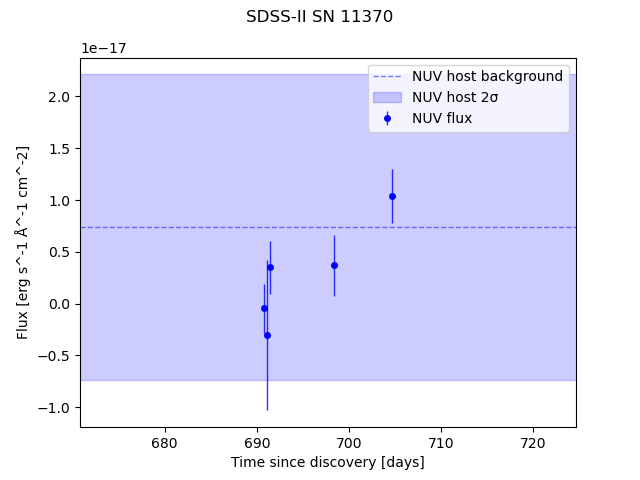 SDSS-II SN 11370
1e−17
NUV host background
NUV host 2σ
NUV flux
2.0
1.5
1.0
0.5
0.0
−0.5
−1.0
Flux [erg s^-1 Å^-1 cm^-2]
680 690 700 710 720
Time since discovery [days]